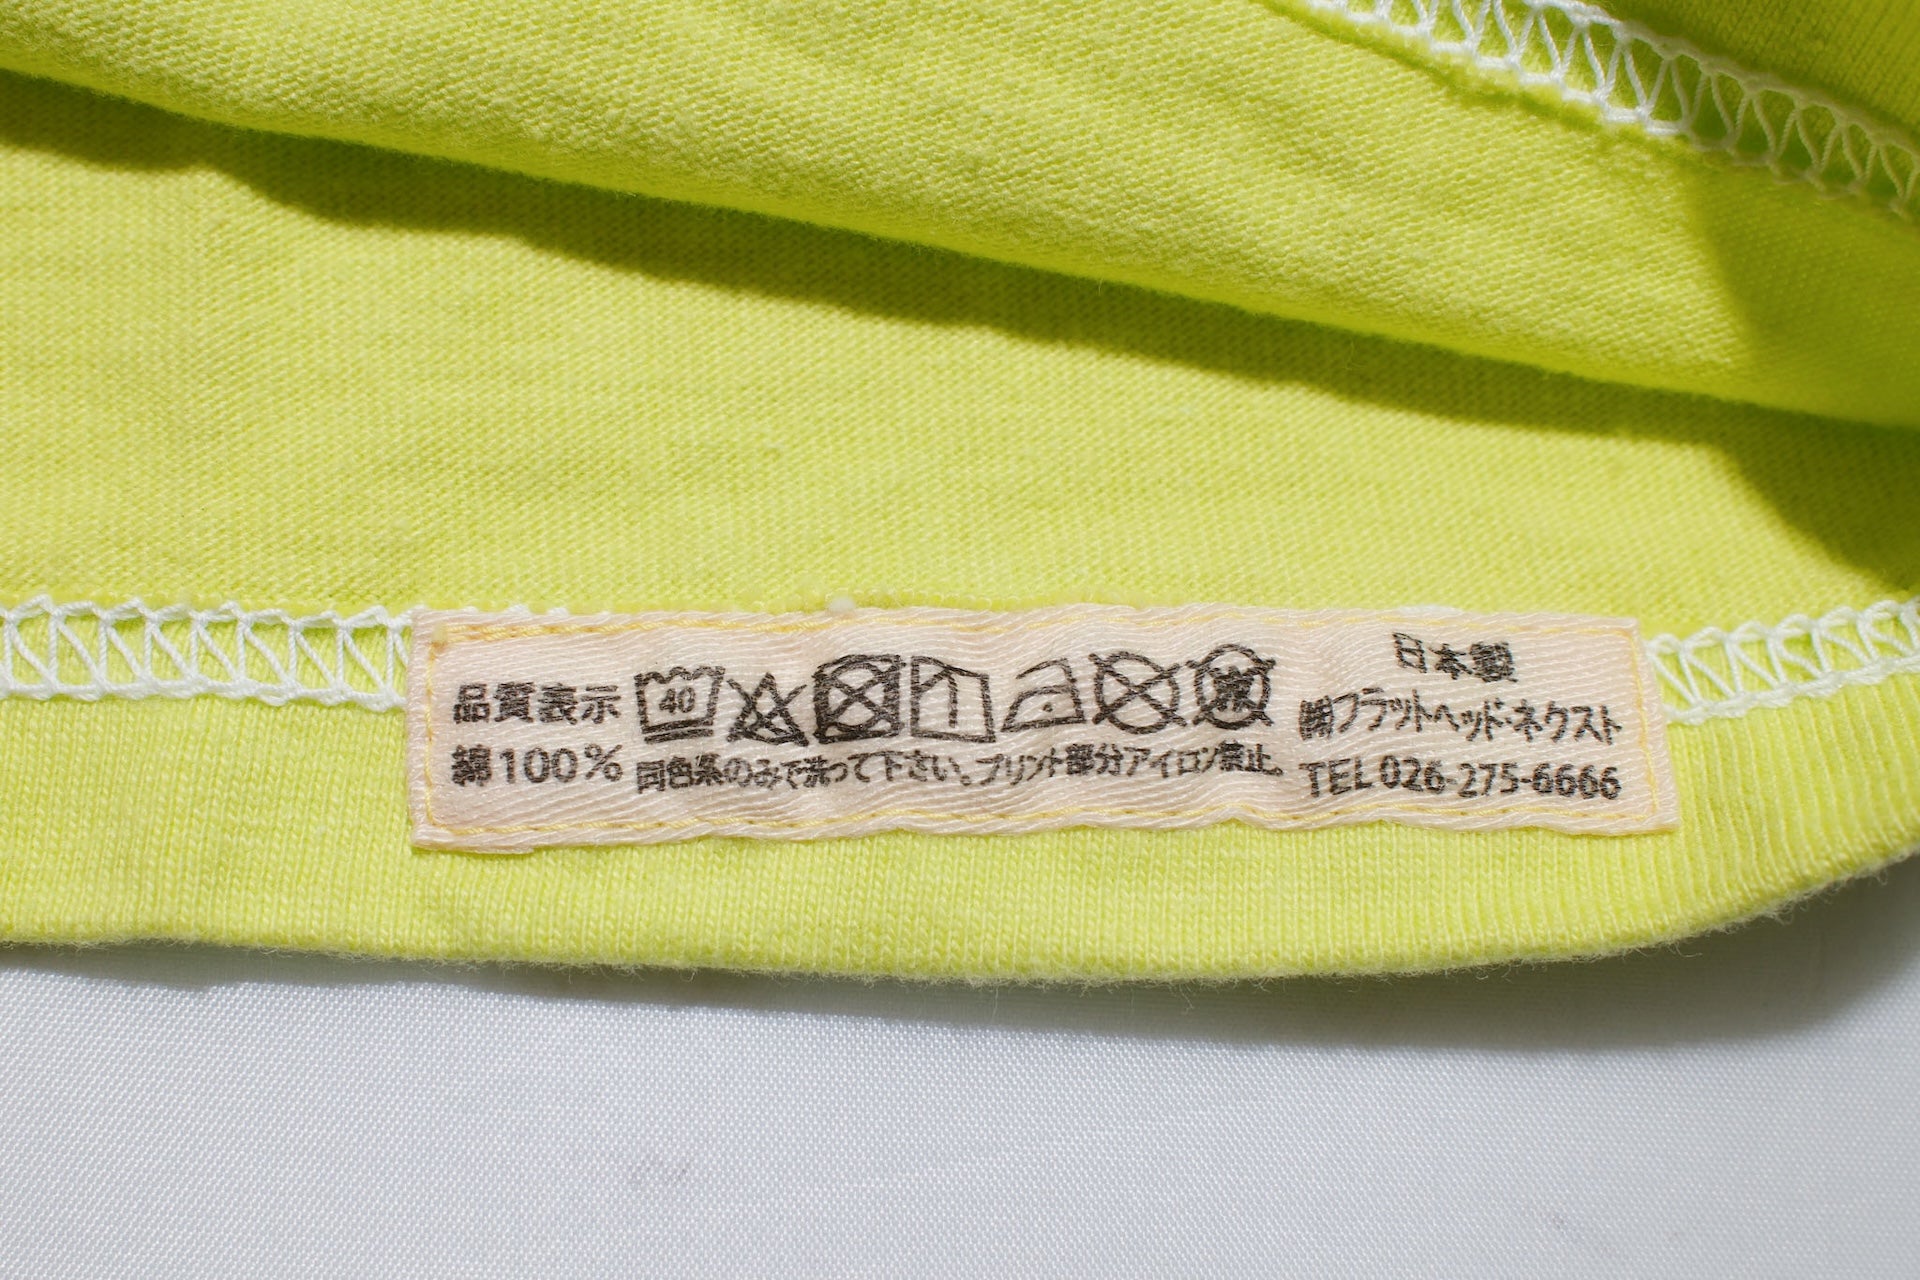 品質表示
綿100%
40
同色系のみで洗って下さい。プリント部分アイロン禁止。
日本製
㈱フラットヘッド・ネクスト
TEL026-275-6666